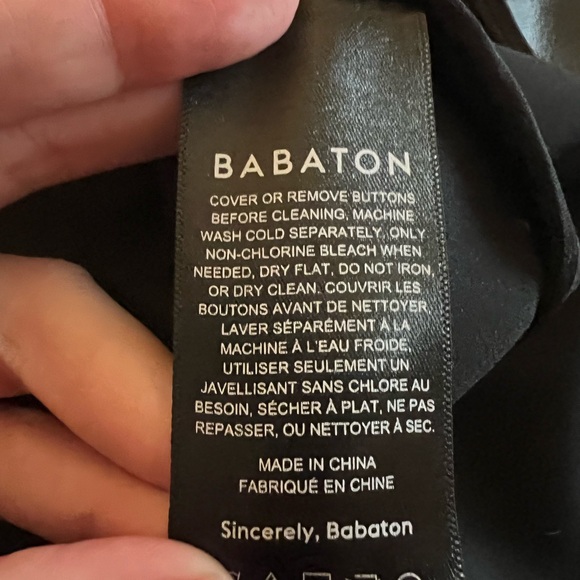 BABATON
COVER OR REMOVE BUTTONS
BEFORE CLEANING. MACHINE
WASH COLD SEPARATELY, ONLY
NON-CHLORINE BLEACH WHEN
NEEDED, DRY FLAT, DO NOT IRON,
OR DRY CLEAN. COUVRIR LES
BOUTONS AVANT DE NETTOYER,
LAVER SÉPARÉMENT À LA
MACHINE À L'EAU FROIDE,
UTILISER SEULEMENT UN
JAVELLISANT SANS CHLORE AU
BESOIN, SÉCHER À PLAT, NE PAS
REPASSER, OU NETTOYER À SEC.
MADE IN CHINA
FABRIQUÉ EN CHINE
Sincerely, Babaton